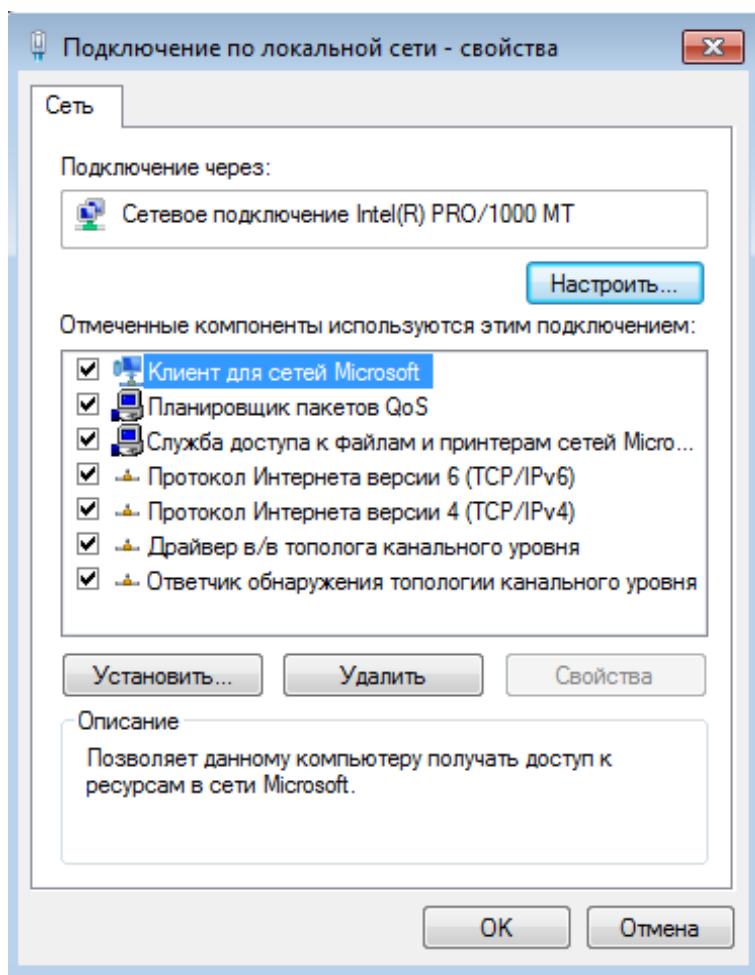 Подключение по локальной сети - свойства
Сеть
Подключение через:
Сетевое подключение Intel(R) PRO/1000 MT
Настроить...
Отмеченные компоненты используются этим подключением:
Клиент для сетей Microsoft
Планировщик пакетов QoS
Служба доступа к файлам и принтерам сетей Micro...
Протокол Интернета версии 6 (TCP/IPv6)
Протокол Интернета версии 4 (TCP/IPv4)
Драйвер в/в тополога канального уровня
Ответчик обнаружения топологии канального уровня
Установить...
Удалить
Свойства
Описание
Позволяет данному компьютеру получать доступ к
ресурсам в сети Microsoft.
OK
Отмена